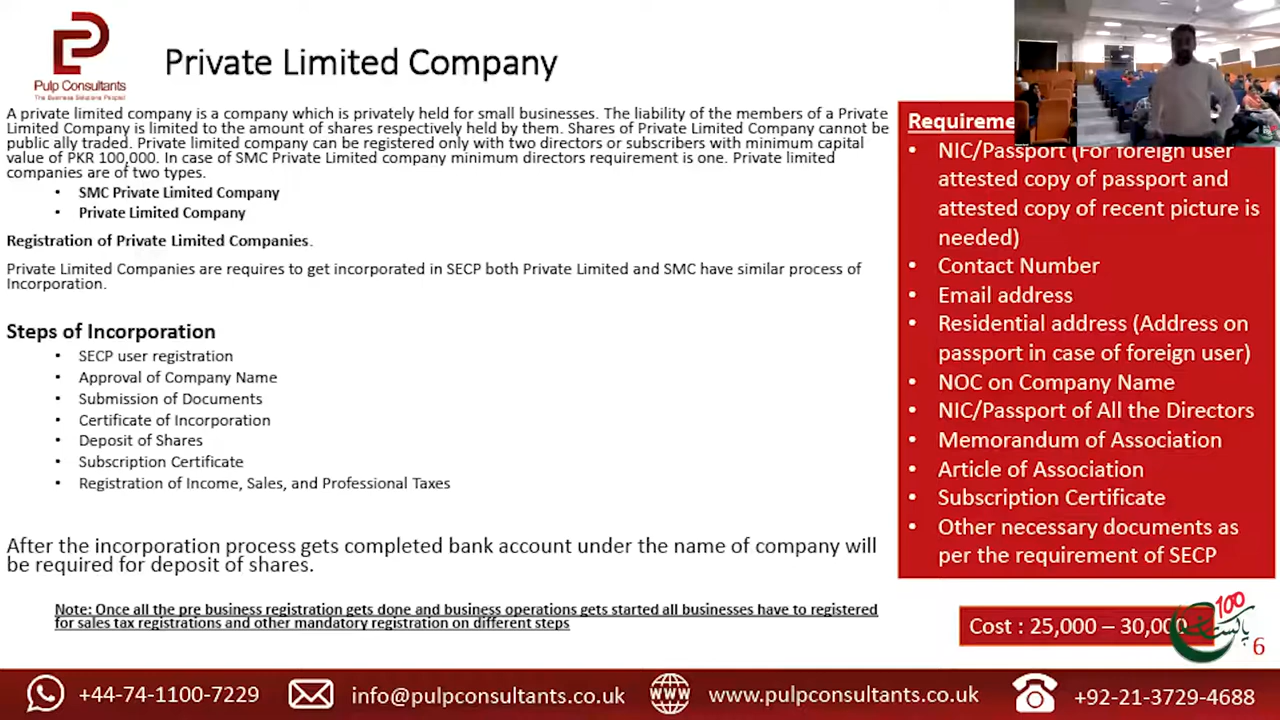 Pulp Consultants
The Business Solutions People
Private Limited Company
A private limited company is a company which is privately held for small businesses. The liability of the members of a Private
Limited Company is limited to the amount of shares respectively held by them. Shares of Private Limited Company cannot be
public ally traded. Private limited company can be registered only with two directors or subscribers with minimum capital
value of PKR 100,000. In case of SMC Private Limited company minimum directors requirement is one. Private limited
companies are of two types.
• SMC Private Limited Company
• Private Limited Company
Registration of Private Limited Companies.
Private Limited Companies are requires to get incorporated in SECP both Private Limited and SMC have similar process of
Incorporation.
Steps of Incorporation
• SECP user registration
• Approval of Company Name
• Submission of Documents
• Certificate of Incorporation
• Deposit of Shares
• Subscription Certificate
• Registration of Income, Sales, and Professional Taxes
After the incorporation process gets completed bank account under the name of company will
be required for deposit of shares.
Note: Once all the pre business registration gets done and business operations gets started all businesses have to registered
for sales tax registrations and other mandatory registration on different steps
Requireme
• NIC/Passport (For foreign user
attested copy of passport and
attested copy of recent picture is
needed)
• Contact Number
• Email address
• Residential address (Address on
passport in case of foreign user)
• NOC on Company Name
• NIC/Passport of All the Directors
• Memorandum of Association
• Article of Association
• Subscription Certificate
• Other necessary documents as
per the requirement of SECP
Cost : 25,000 – 30,000
100
پاکستان
6
+44-74-1100-7229
info@pulpconsultants.co.uk
www.pulpconsultants.co.uk
+92-21-3729-4688